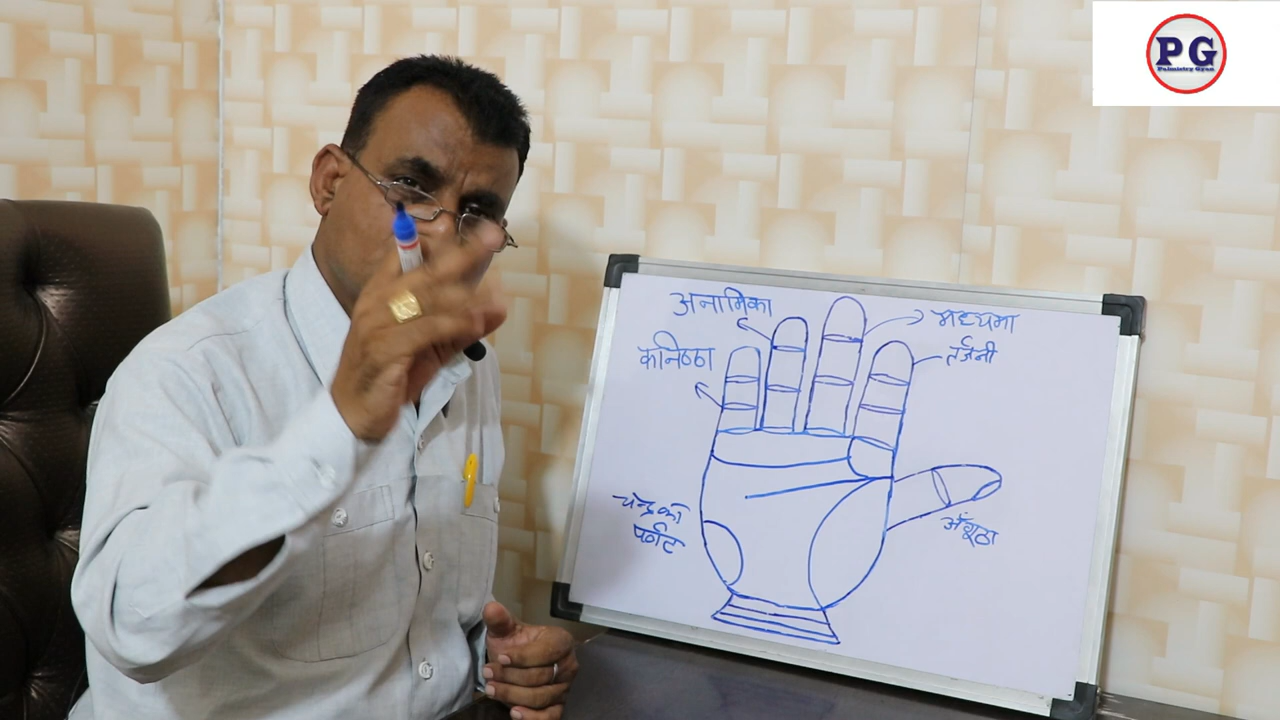 PG
Palmistry Gyan
अनामिका
मध्यमा
कनिष्ठा
तर्जनी
चन्द्र का
पर्वत
अँगूठा